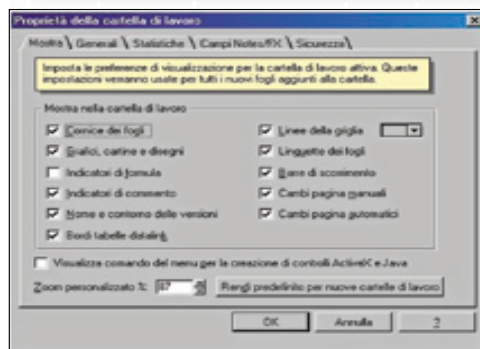 Proprietà della cartella di lavoro
Mostra \ Generali \ Statistiche \ Campi Notes/FX \ Sicurezza \
Imposta le preferenze di visualizzazione per la cartella di lavoro attiva. Queste
impostazioni verranno usate per tutti i nuovi fogli aggiunti alla cartella.
Mostra nella cartella di lavoro
Cornice dei fogli
Linee della griglia
Grafici, cartine e disegni
Linguette dei fogli
Indicatori di formula
Barre di scorrimento
Indicatori di commento
Cambi pagina manuali
Nome e contorno delle versioni
Cambi pagina automatici
Bordi tabelle datalink
Visualizza comando del menu per la creazione di controlli ActiveX e Java
Zoom personalizzato %: 87
Rendi predefinito per nuove cartelle di lavoro
OK
Annulla
?